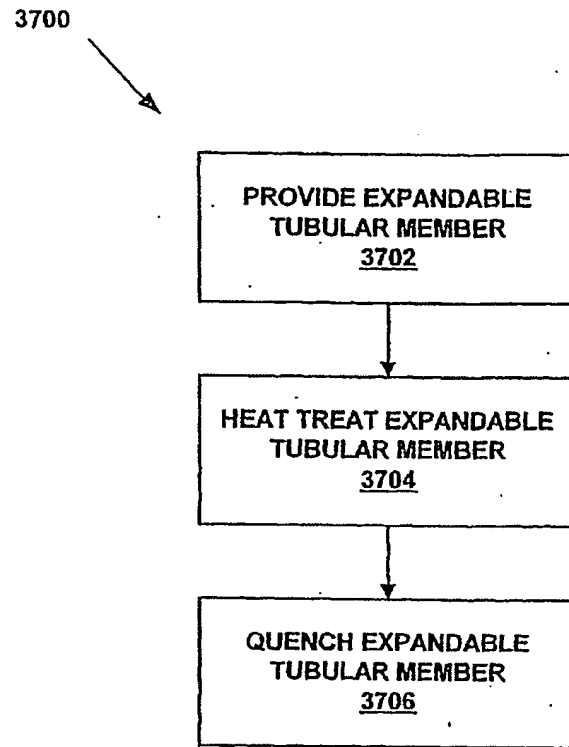 3700
PROVIDE EXPANDABLE
TUBULAR MEMBER
3702
HEAT TREAT EXPANDABLE
TUBULAR MEMBER
3704
QUENCH EXPANDABLE
TUBULAR MEMBER
3706